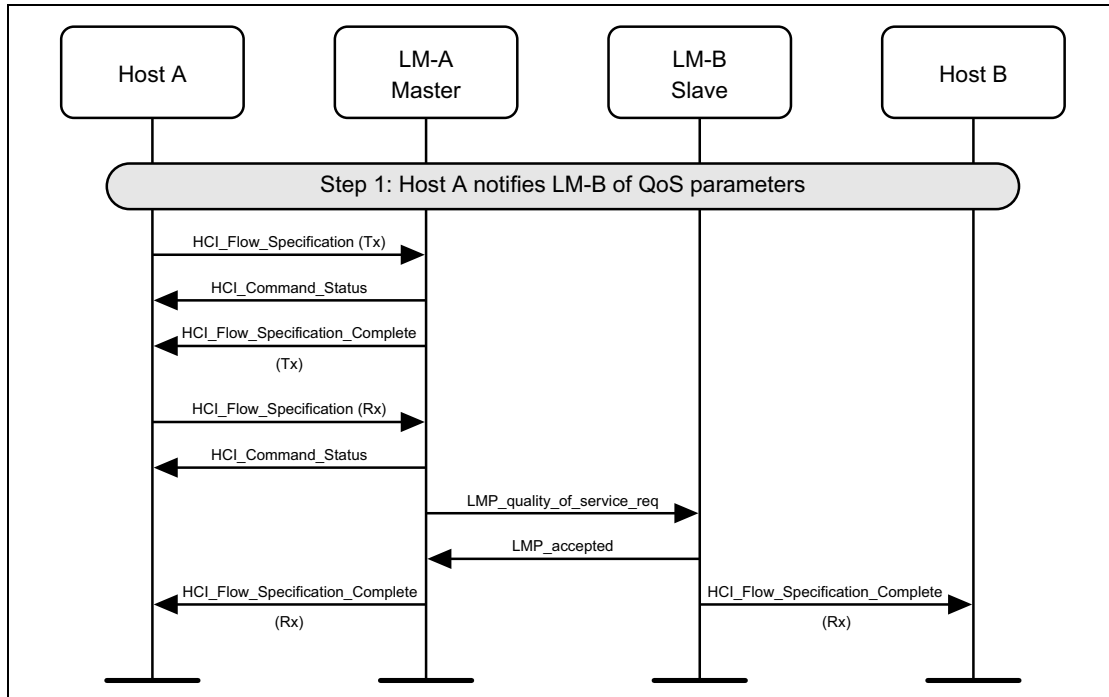 Host A
LM-A
Master
LM-B
Slave
Host B
Step 1: Host A notifies LM-B of QoS parameters
HCI_Flow_Specification (Tx)
HCI_Command_Status
HCI_Flow_Specification_Complete
(Tx)
HCI_Flow_Specification (Rx)
HCI_Command_Status
LMP_quality_of_service_req
LMP_accepted
HCI_Flow_Specification_Complete
(Rx)
HCI_Flow_Specification_Complete
(Rx)